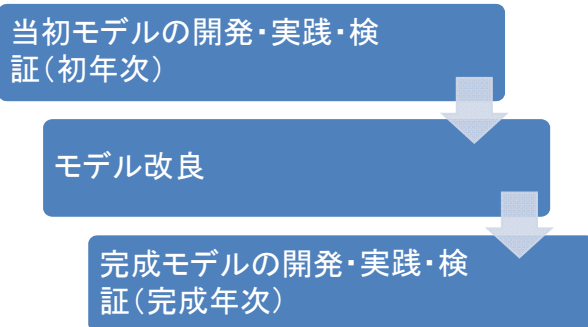 当初モデルの開発・実践・検
証(初年次)
モデル改良
完成モデルの開発・実践・検
証(完成年次)